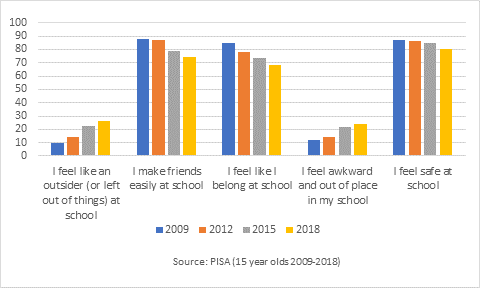 100
90
80
70
60
50
40
30
20
10
0
I feel like an
outsider (or left
out of things) at
school
I make friends
easily at school
I feel like I
belong at school
I feel awkward
and out of place
in my school
I feel safe at
school
2009 2012 2015 2018
Source: PISA (15 year olds 2009-2018)